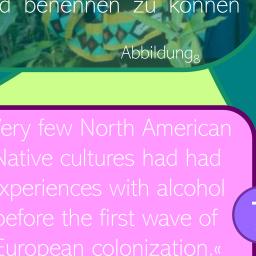 d benennen zu können
Abbildung8
Very few North American
Native cultures had had
experiences with alcohol
before the first wave of
European colonization.«